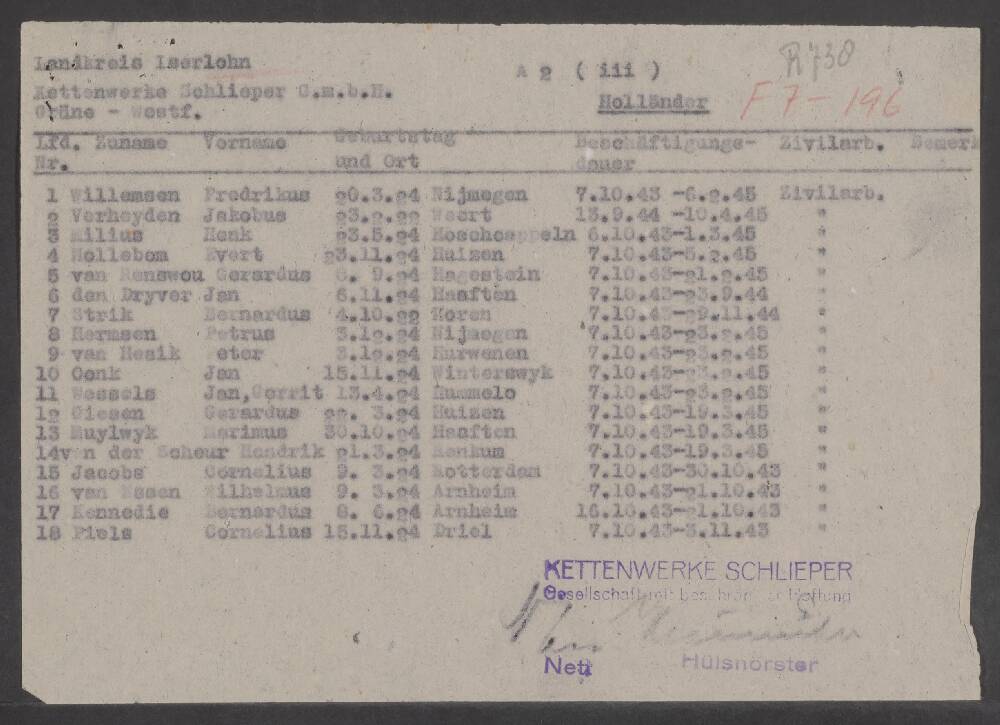 Landkreis Iserlohn
A 2 ( iii )
R 738
Kettenwerke Schlieper G.m.b.H.
Grüne - Westf.
Holländer
F 7 - 196
Lfd. Zuname Vorname Geburtstag Beschäftigungs- Zivilarb. Bemerk
Nr. und Ort dauer
1 Willemsen Fredrikus 20.3.24 Nijmegen 7.10.43 -6.2.45 Zivilarb.
2 Verheyden Jakobus 23.2.22 Weert 13.9.44 -10.4.45 "
3 Milius Henk 23.5.24 6.10.43-1.3.45 "
4 Hollebom Evert 23.11.24 Huizen 7.10.43-5.2.45 "
5 van Renswou Gerardus 8. 9.24 Hagestein 7.10.43-21.2.45 "
6 den Dryver Jan 6.11.24 Haaften 7.10.43-23.9.44 "
7 Strik Bernardus 4.10.22 Horen 7.10.43-29.11.44 "
8 Hermsen Petrus 3.12.24 Nijmegen 7.10.43-23.2.45 "
9 van Hesik Peter 3.12.24 Hurwenen 7.10.43-23.2.45 "
10 Oonk Jan 15.11.24 Winterswyk 7.10.43-23.2.45 "
11 Wessels Jan,Gerrit 13.4.24 Hummelo 7.10.43-23.2.45 "
12 Giesen Gerardus 22. 3.24 Huizen 7.10.43-19.3.45 "
13 Muylwyk Marimus 30.10.24 Haaften 7.10.43-19.3.45 "
14v n der Scheur Hendrik 21.3.24 Renkum 7.10.43-19.3.45 "
15 Jacobs Cornelius 9. 3.24 Rotterdam 7.10.43-30.10.43 "
16 van Essen Wilhelmus 9. 3.24 Arnheim 7.10.43-21.10.43 "
17 Kennedie Bernardus 8. 6.24 Arnheim 16.10.43-21.10.43 "
18 Piels Cornelius 15.11.24 Driel 7.10.43-3.11.43 "
KETTENWERKE SCHLIEPER
Gesellschaft mit beschränkter Haftung
Nett Hülshörster